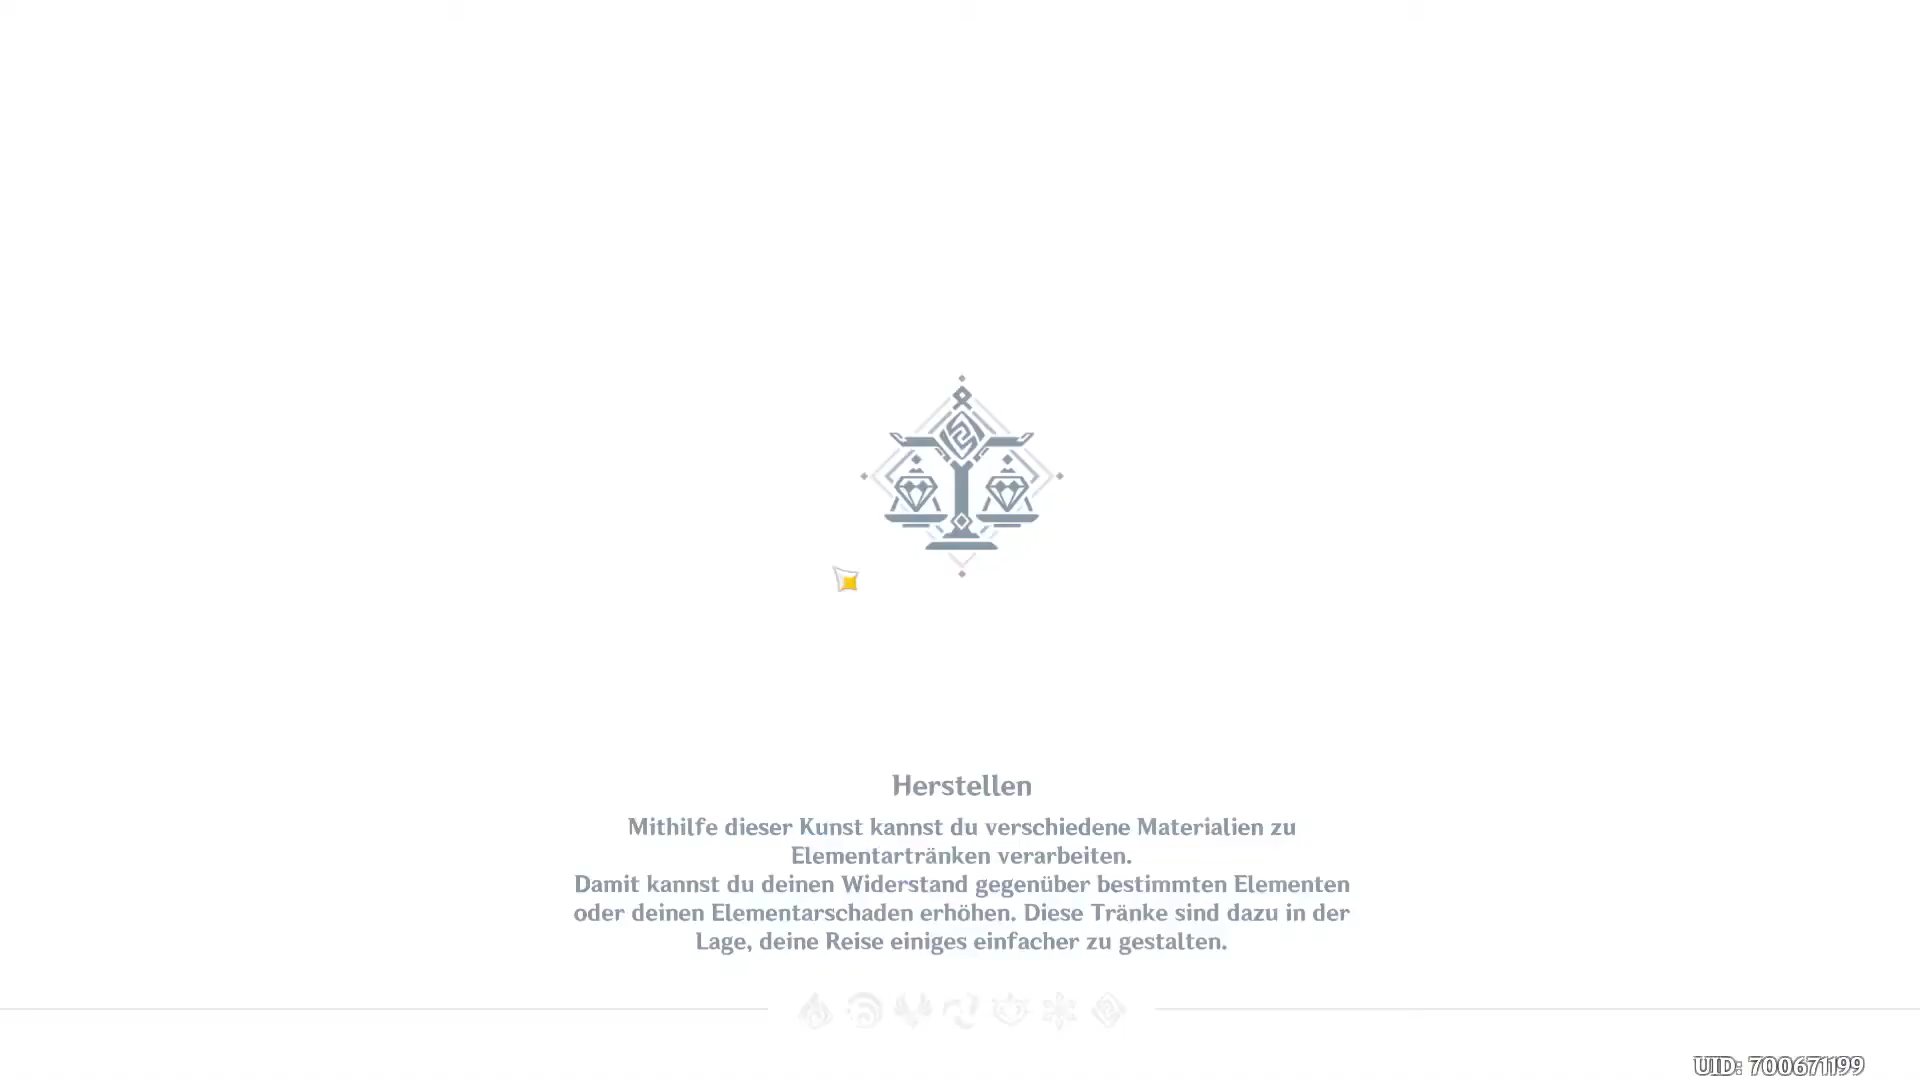 Herstellen
Mithilfe dieser Kunst kannst du verschiedene Materialien zu
Elementartränken verarbeiten.
Damit kannst du deinen Widerstand gegenüber bestimmten Elementen
oder deinen Elementarschaden erhöhen. Diese Tränke sind dazu in der
Lage, deine Reise einiges einfacher zu gestalten.
UID: 700671199